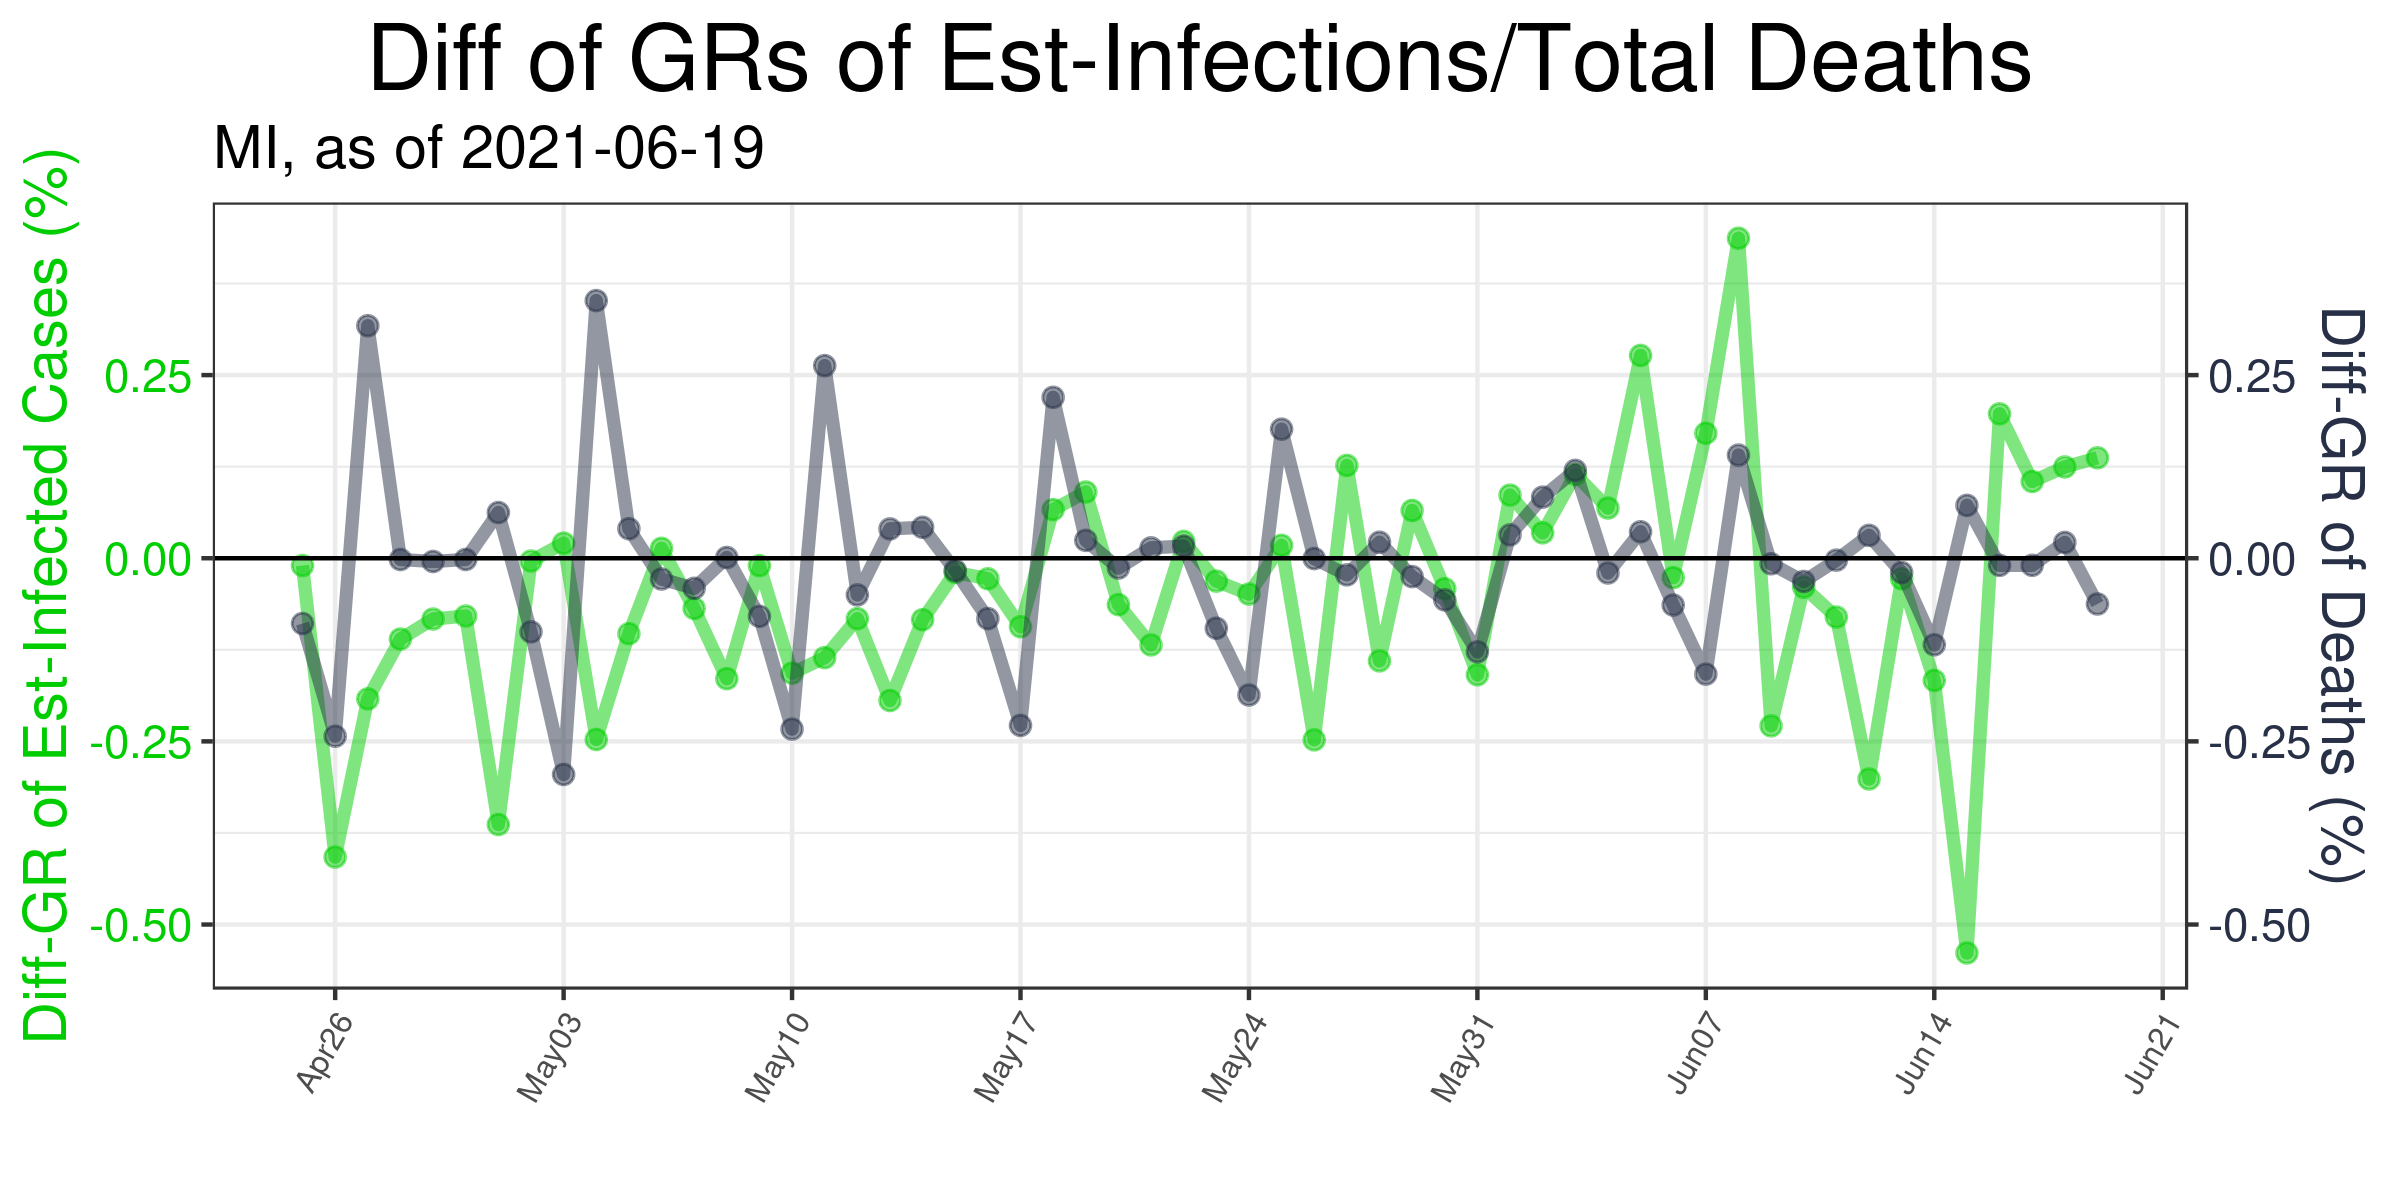 Diff of GRs of Est-Infections/Total Deaths
MI, as of 2021-06-19
Diff-GR of Est-Infected Cases (%)
0.25
0.00
-0.25
-0.50
0.25
0.00
-0.25
-0.50
Diff-GR of Deaths (%)
Apr26
May03
May10
May17
May24
May31
Jun07
Jun14
Jun21